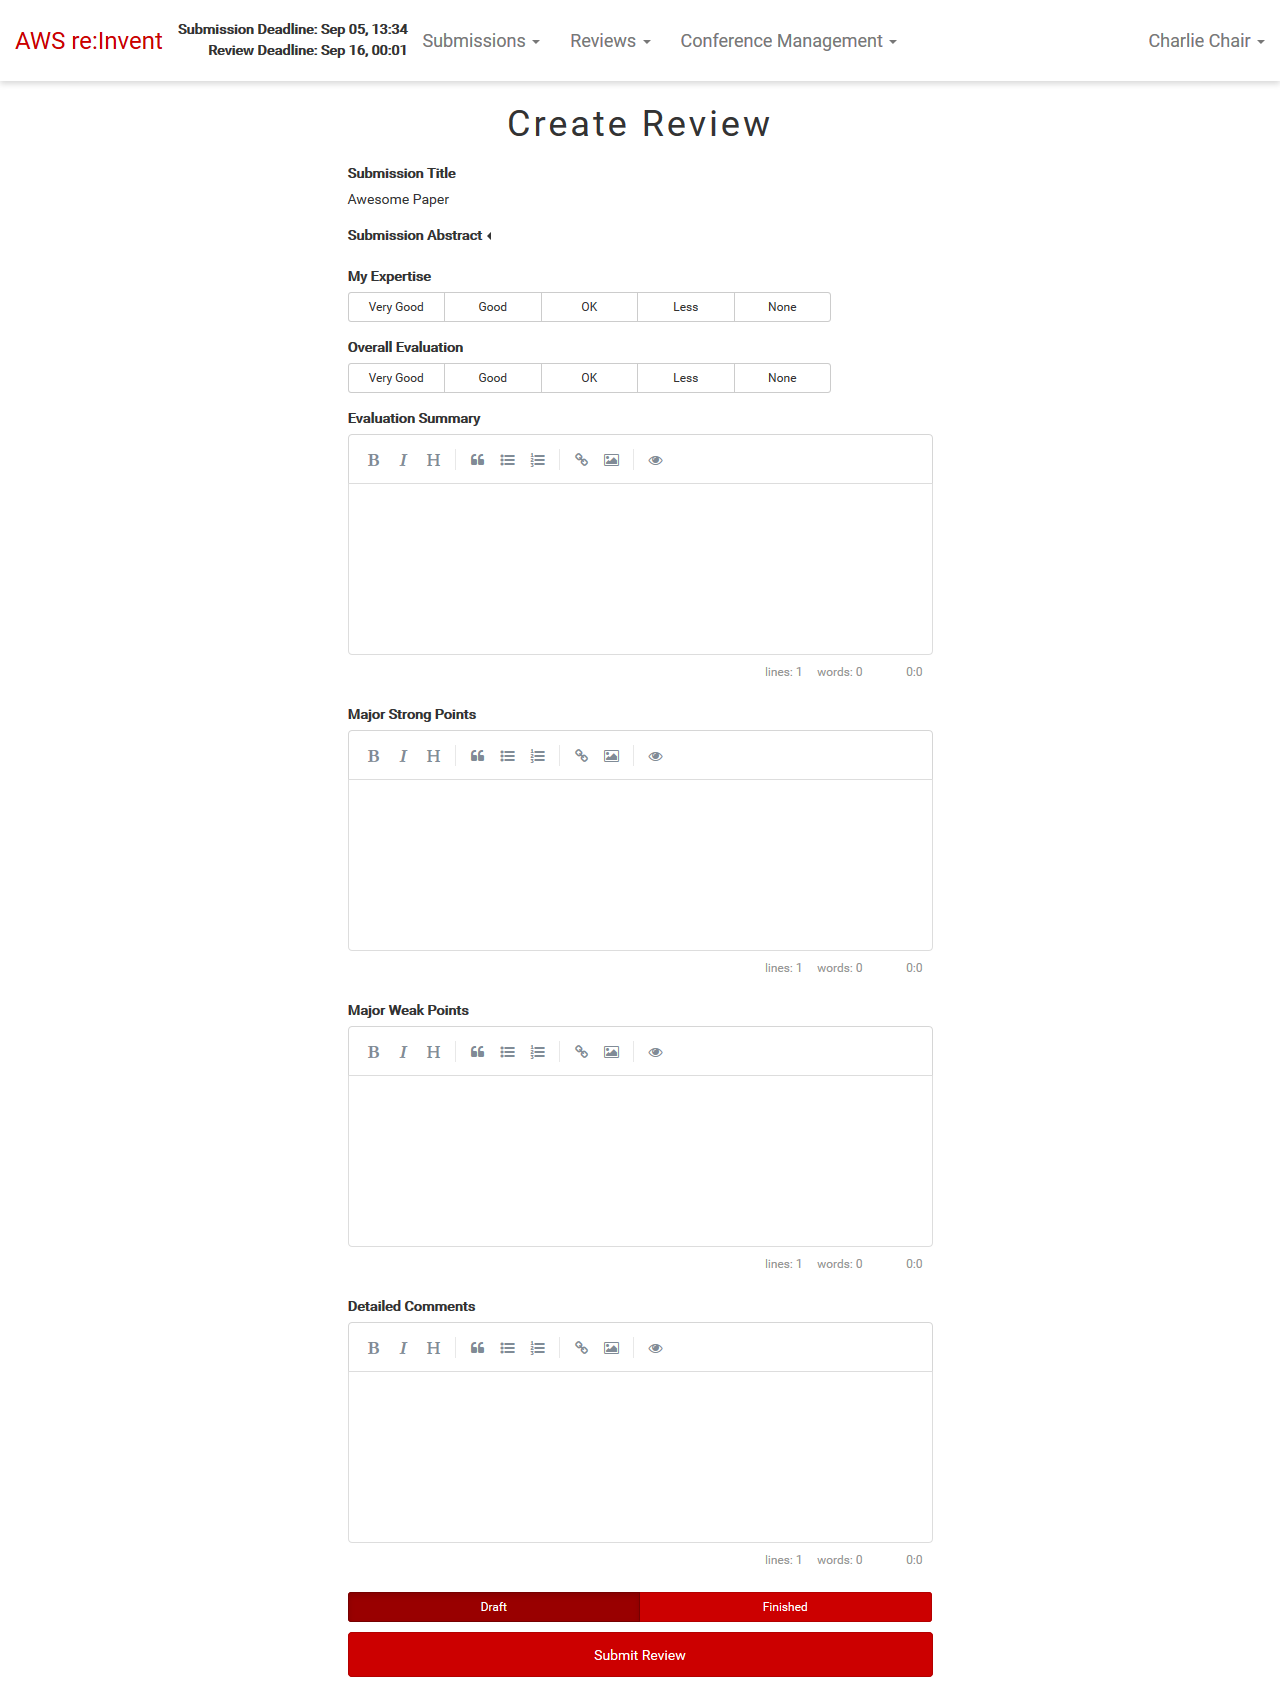 AWS re:Invent
Submission Deadline: Sep 05, 13:34
Review Deadline: Sep 16, 00:01
Submissions
Reviews
Conference Management
Charlie Chair
Create Review
Submission Title
Awesome Paper
Submission Abstract
My Expertise
Very Good Good OK Less None
Overall Evaluation
Very Good Good OK Less None
Evaluation Summary
B I H
lines: 1 words: 0 0:0
Major Strong Points
B I H
lines: 1 words: 0 0:0
Major Weak Points
B I H
lines: 1 words: 0 0:0
Detailed Comments
B I H
lines: 1 words: 0 0:0
Draft Finished
Submit Review